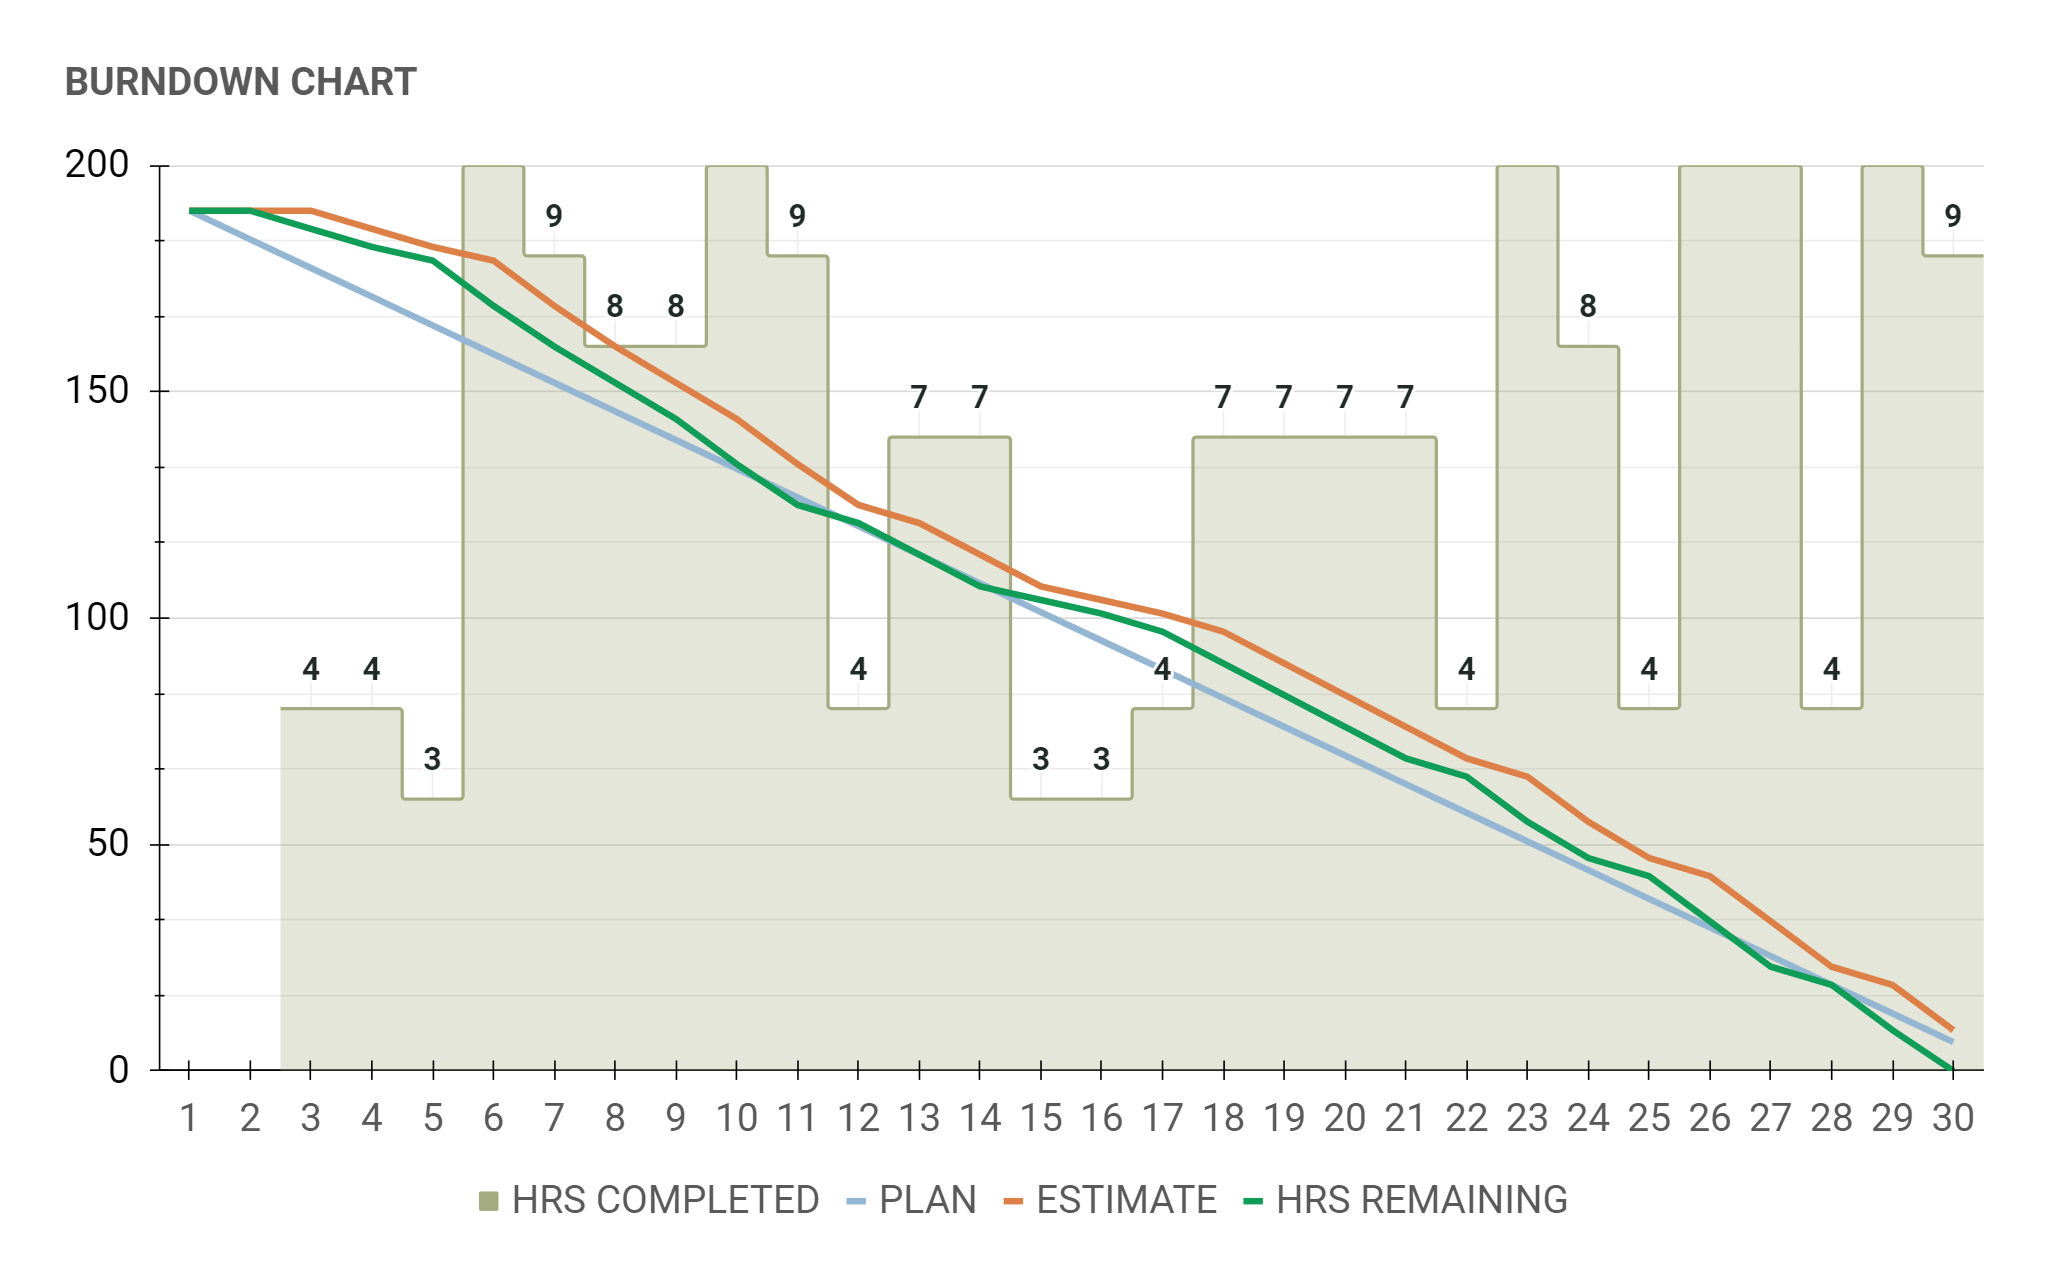 BURNDOWN CHART
200
9 9 9
8 8 8
150
7 7 7 7 7 7
100
4 4 4 4 4 4 4
3 3 3
50
0
1 2 3 4 5 6 7 8 9 10 11 12 13 14 15 16 17 18 19 20 21 22 23 24 25 26 27 28 29 30
HRS COMPLETED PLAN ESTIMATE HRS REMAINING